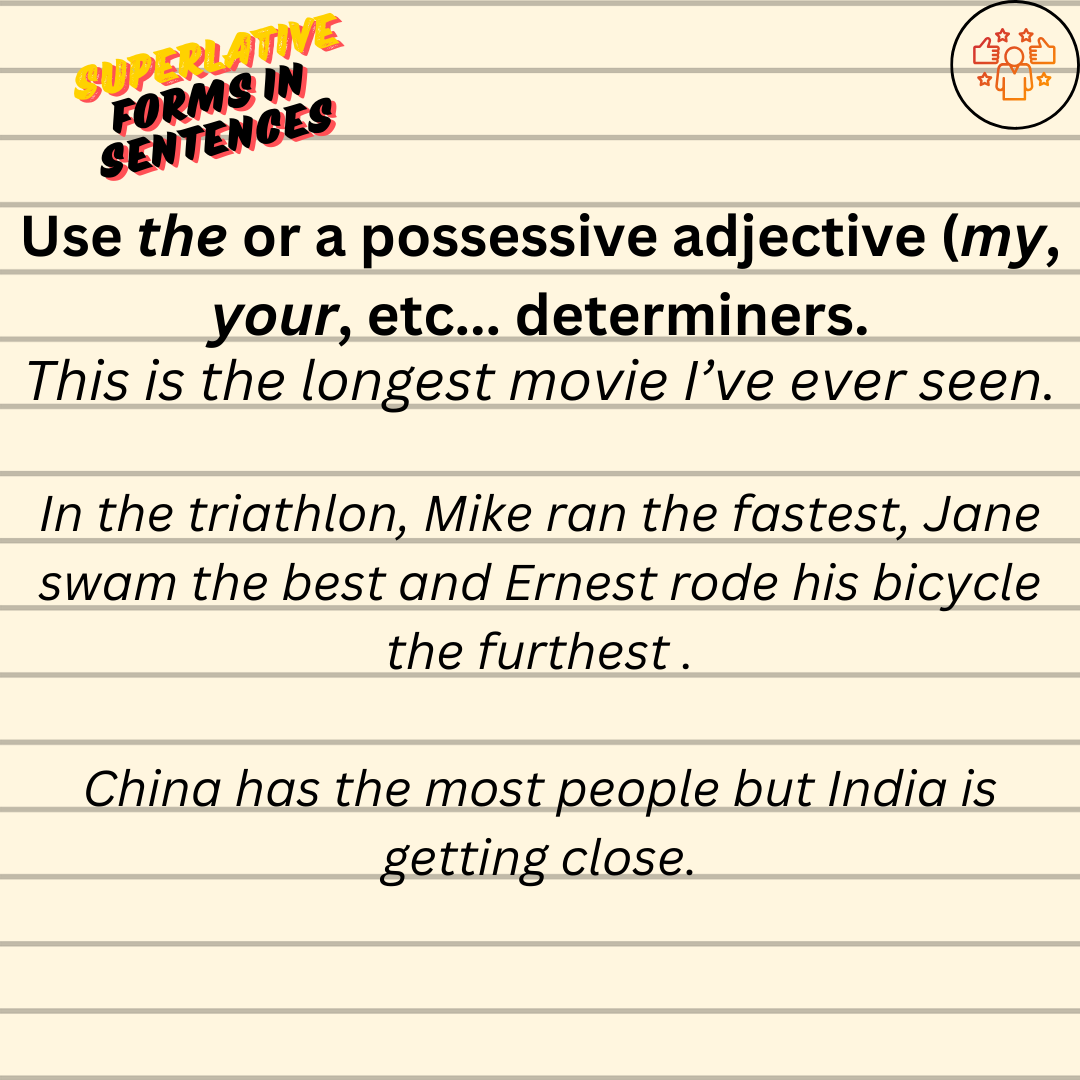 SUPERLATIVE
FORMS IN
SENTENCES
Use the or a possessive adjective (my,
your, etc... determiners.
This is the longest movie I’ve ever seen.
In the triathlon, Mike ran the fastest, Jane
swam the best and Ernest rode his bicycle
the furthest .
China has the most people but India is
getting close.